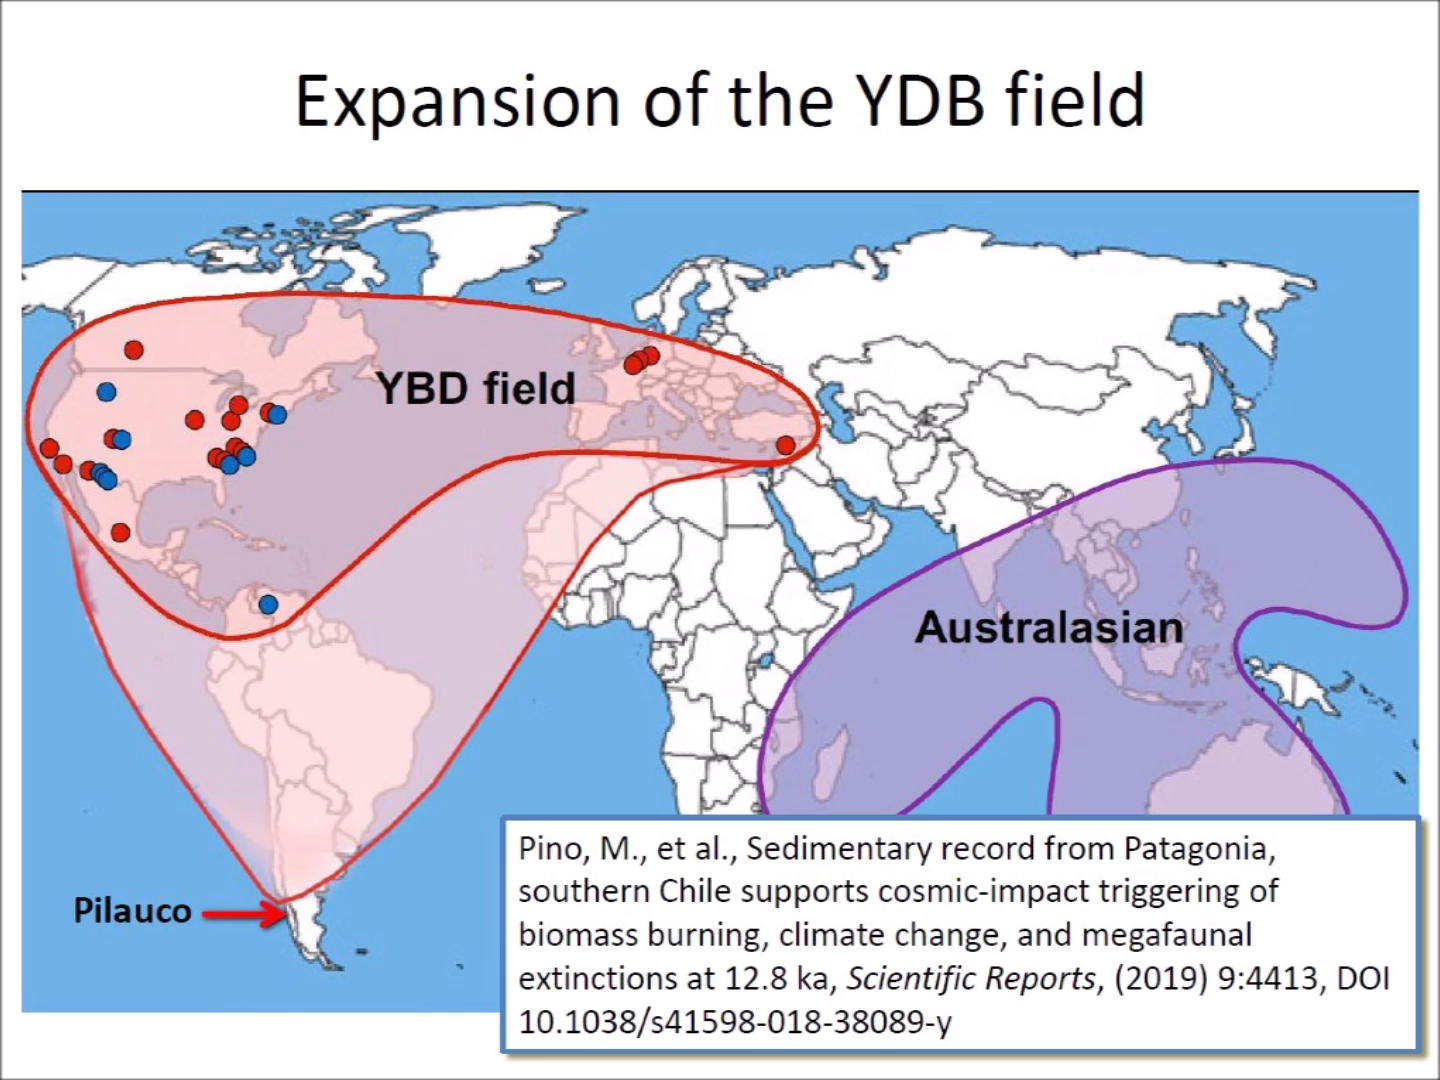 Expansion of the YDB field
YBD field
Australasian
Pilauco
Pino, M., et al., Sedimentary record from Patagonia,
southern Chile supports cosmic-impact triggering of
biomass burning, climate change, and megafaunal
extinctions at 12.8 ka, Scientific Reports, (2019) 9:4413, DOI
10.1038/s41598-018-38089-y